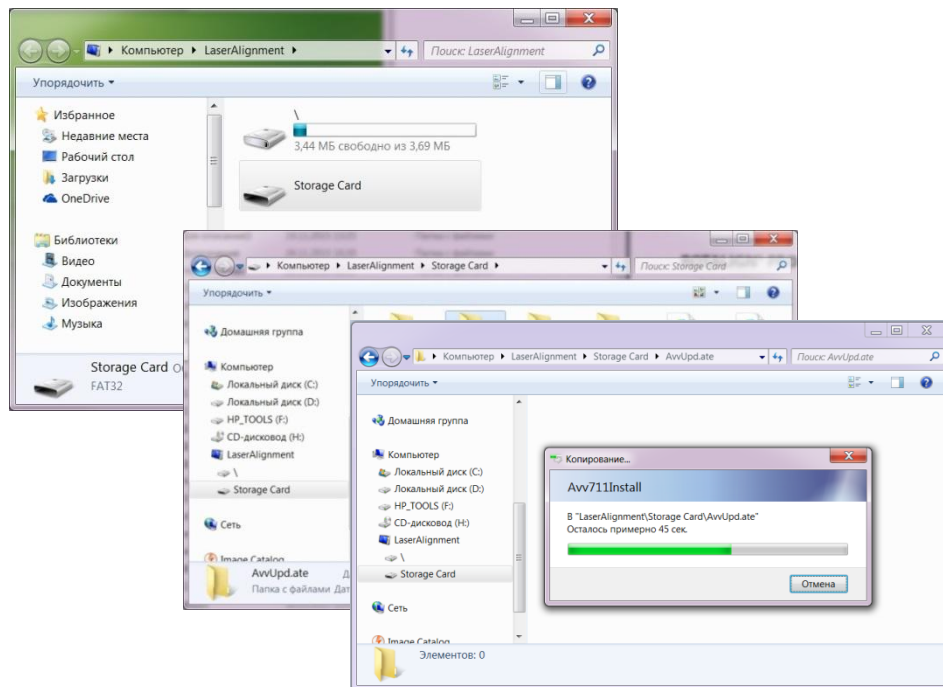 Компьютер ▸ LaserAlignment ▸
Поиск: LaserAlignment
Упорядочить
Избранное
Недавние места
Рабочий стол
Загрузки
OneDrive
Библиотеки
Видео
Документы
Изображения
Музыка
\
3,44 МБ свободно из 3,69 МБ
Storage Card
Storage Card
FAT32
Компьютер ▸ LaserAlignment ▸ Storage Card ▸
Поиск: Storage Card
Упорядочить
Домашняя группа
Компьютер
Локальный диск (C:)
Локальный диск (D:)
HP_TOOLS (F:)
CD-дисковод (H:)
LaserAlignment
\
Storage Card
Сеть
Image Catalog
AvvUpd.ate
Папка с файлами Дат
Компьютер ▸ LaserAlignment ▸ Storage Card ▸ AvvUpd.ate
Поиск: AvvUpd.ate
Упорядочить
Домашняя группа
Компьютер
Локальный диск (C:)
Локальный диск (D:)
HP_TOOLS (F:)
CD-дисковод (H:)
LaserAlignment
\
Storage Card
Сеть
Image Catalog
Элементов: 0
Копирование...
Avv711Install
В "LaserAlignment\Storage Card\AvvUpd.ate"
Осталось примерно 45 сек.
Отмена